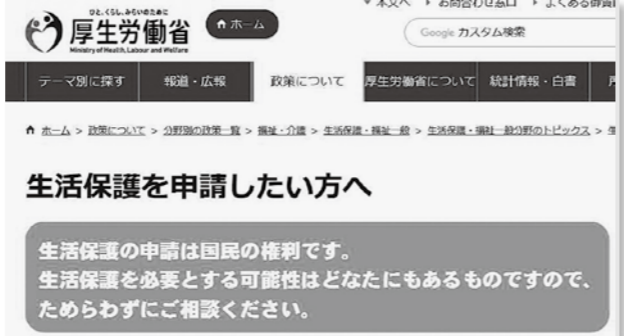 ひと、くらし、みらいのために
厚生労働省
Ministry of Health, Labour and Welfare
ホーム
本文へ お問合わせ窓口 よくある御質
Google カスタム検索
テーマ別に探す 報道・広報 政策について 厚生労働省について 統計情報・白書
ホーム > 政策について > 分野別の政策一覧 > 福祉・介護 > 生活保護・福祉一般 > 生活保護・福祉一般分野のトピックス >
生活保護を申請したい方へ
生活保護の申請は国民の権利です。
生活保護を必要とする可能性はどなたにもあるものですので、
ためらわずにご相談ください。